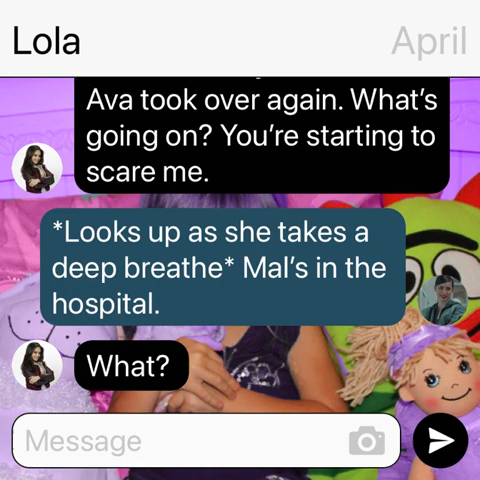 Lola
April
Ava took over again. What's
going on? You're starting to
scare me.
*Looks up as she takes a
deep breathe* Mal's in the
hospital.
What?
Message